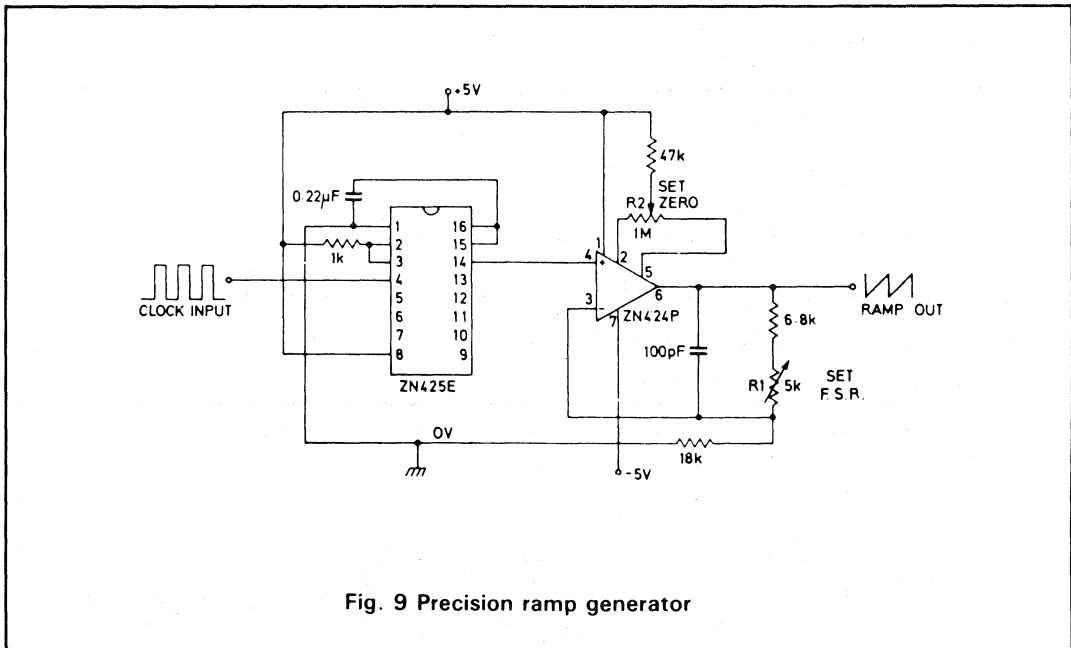 +5V
47k
0·22µF
SET
ZERO
R2
1M
1 16
2 15
1k
3 14
4 13
5 12
6 11
7 10
8 9
CLOCK INPUT
ZN425E
1
2
4
+
5
6
3
-
7
ZN424P
RAMP OUT
6·8k
100pF
R1
5k
SET
F.S.R.
0V
18k
-5V
Fig. 9 Precision ramp generator